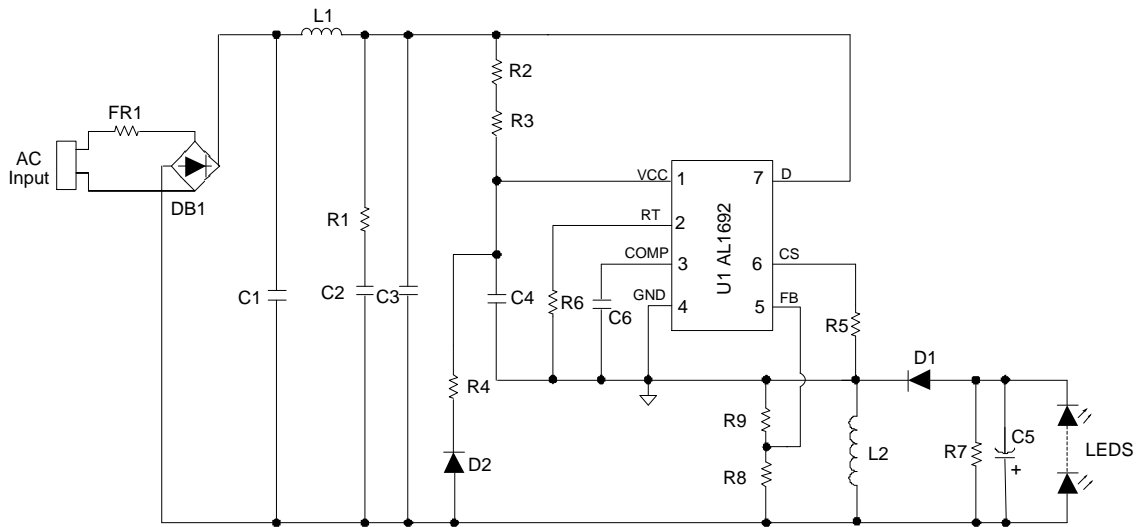 L1
R2
FR1
R3
AC
Input
VCC
1
7
D
DB1
R1
RT
2
U1 AL1692
COMP
3
6
CS
C1
C2
C3
C4
R6
C6
GND
4
5
FB
R5
D1
R4
R9
L2
R7
C5
+
LEDS
D2
R8